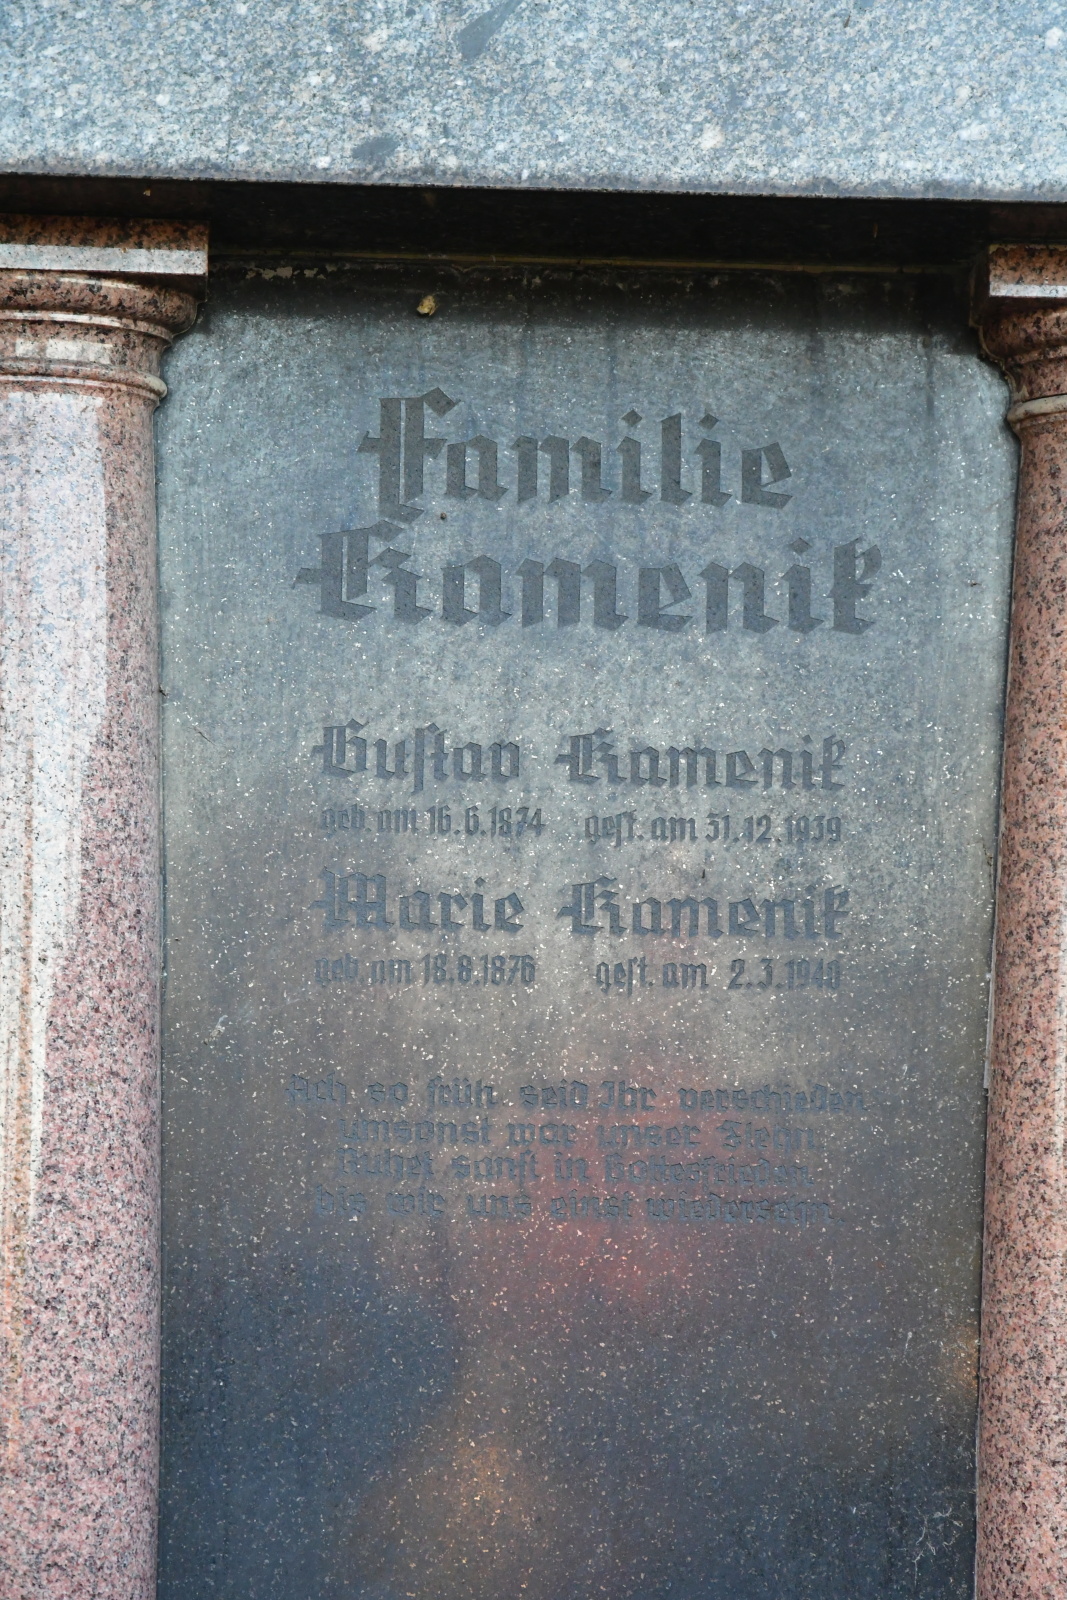 Familie
Kamenik
Gustav Kamenik
geb. am 16.6.1874 gest. am 31.12.1939
Marie Kamenik
geb. am 18.8.1876 gest. am 2.3.1940
Ach so früh seid Ihr verschieden
umsonst war unser Flehn
Ruhet sanft in Gottesfrieden,
bis wir uns einst wiedersehn.